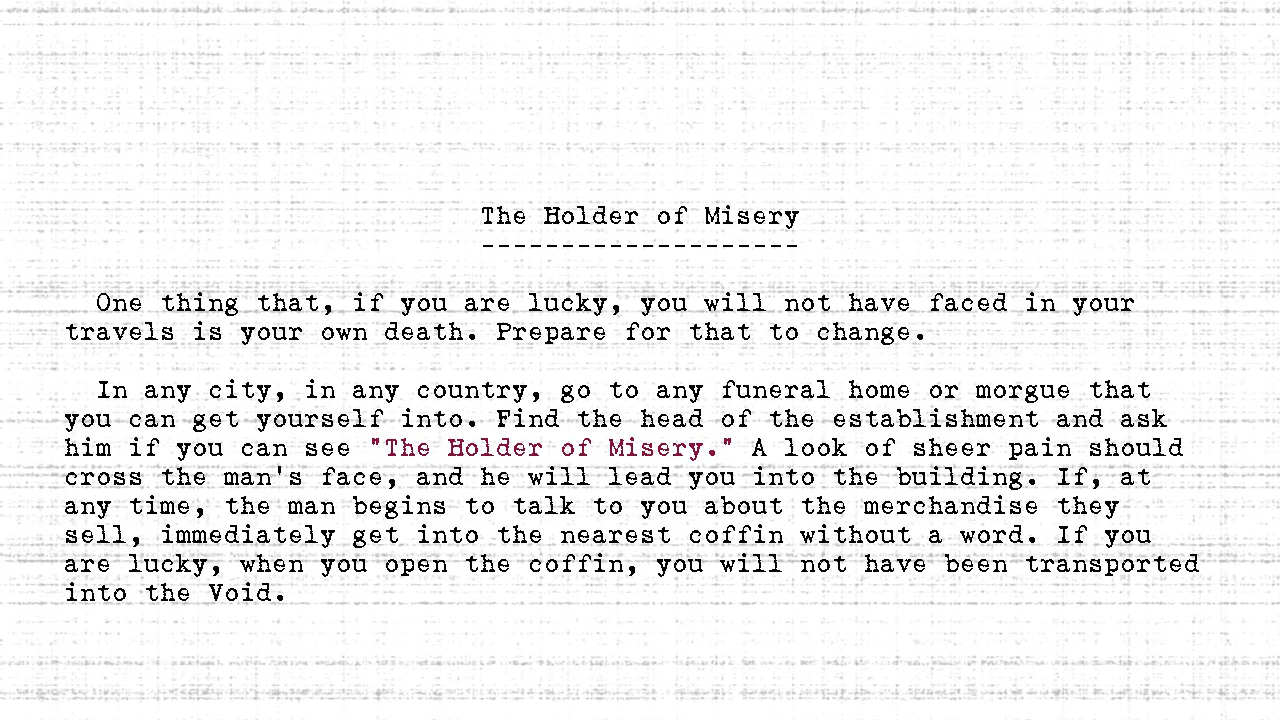 The Holder of Misery
--------------------
One thing that, if you are lucky, you will not have faced in your
travels is your own death. Prepare for that to change.
In any city, in any country, go to any funeral home or morgue that
you can get yourself into. Find the head of the establishment and ask
him if you can see "The Holder of Misery." A look of sheer pain should
cross the man's face, and he will lead you into the building. If, at
any time, the man begins to talk to you about the merchandise they
sell, immediately get into the nearest coffin without a word. If you
are lucky, when you open the coffin, you will not have been transported
into the Void.